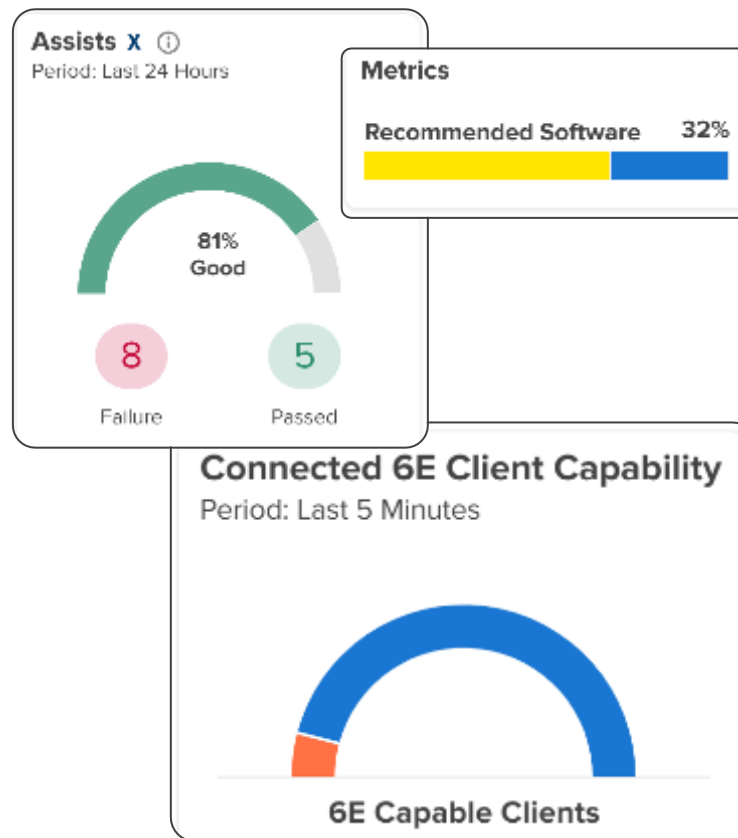 Assists X ⓘ
Period: Last 24 Hours
81%
Good
8 5
Failure Passed
Metrics
Recommended Software 32%
Connected 6E Client Capability
Period: Last 5 Minutes
6E Capable Clients